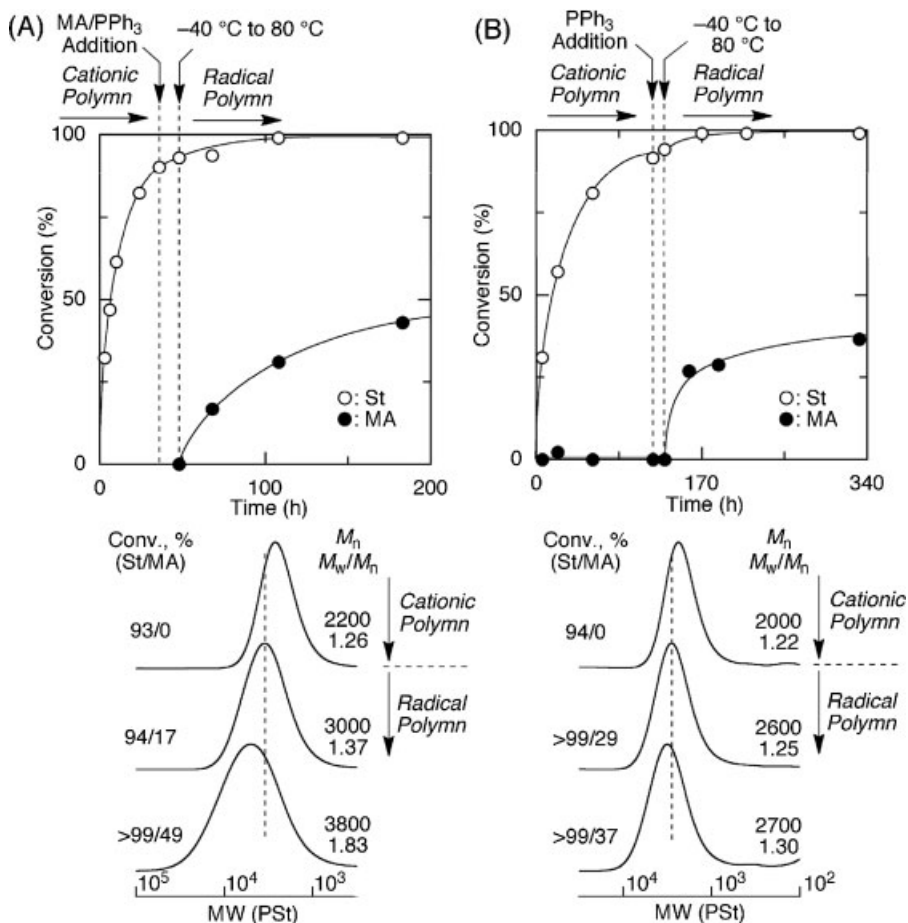 (A)
MA/PPh3
Addition
–40 °C to 80 °C
Cationic
Polymn
Radical
Polymn
100
50
0
Conversion (%)
0 100 200
Time (h)
○: St
●: MA
Conv., %
(St/MA)
Mn
Mw/Mn
93/0
2200
1.26
Cationic
Polymn
94/17
3000
1.37
Radical
Polymn
>99/49
3800
1.83
10^5 10^4 10^3
MW (PSt)
(B)
PPh3
Addition
–40 °C to
80 °C
Cationic
Polymn
Radical
Polymn
100
50
0
Conversion (%)
0 170 340
Time (h)
○: St
●: MA
Conv., %
(St/MA)
Mn
Mw/Mn
94/0
2000
1.22
Cationic
Polymn
>99/29
2600
1.25
Radical
Polymn
>99/37
2700
1.30
10^4 10^3 10^2
MW (PSt)